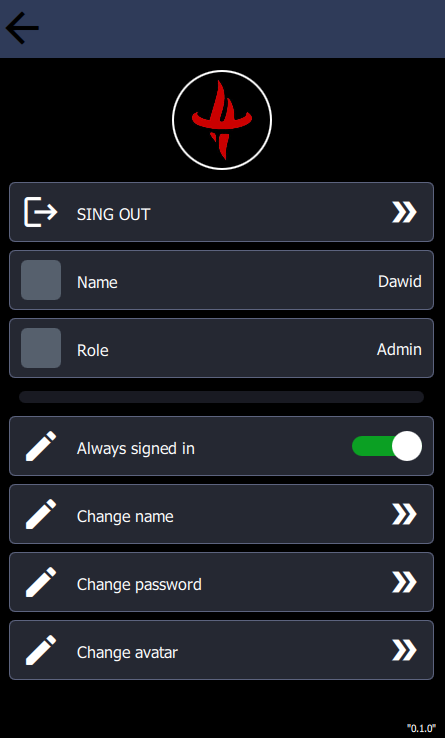 SING OUT
Name Dawid
Role Admin
Always signed in
Change name
Change password
Change avatar
"0.1.0"